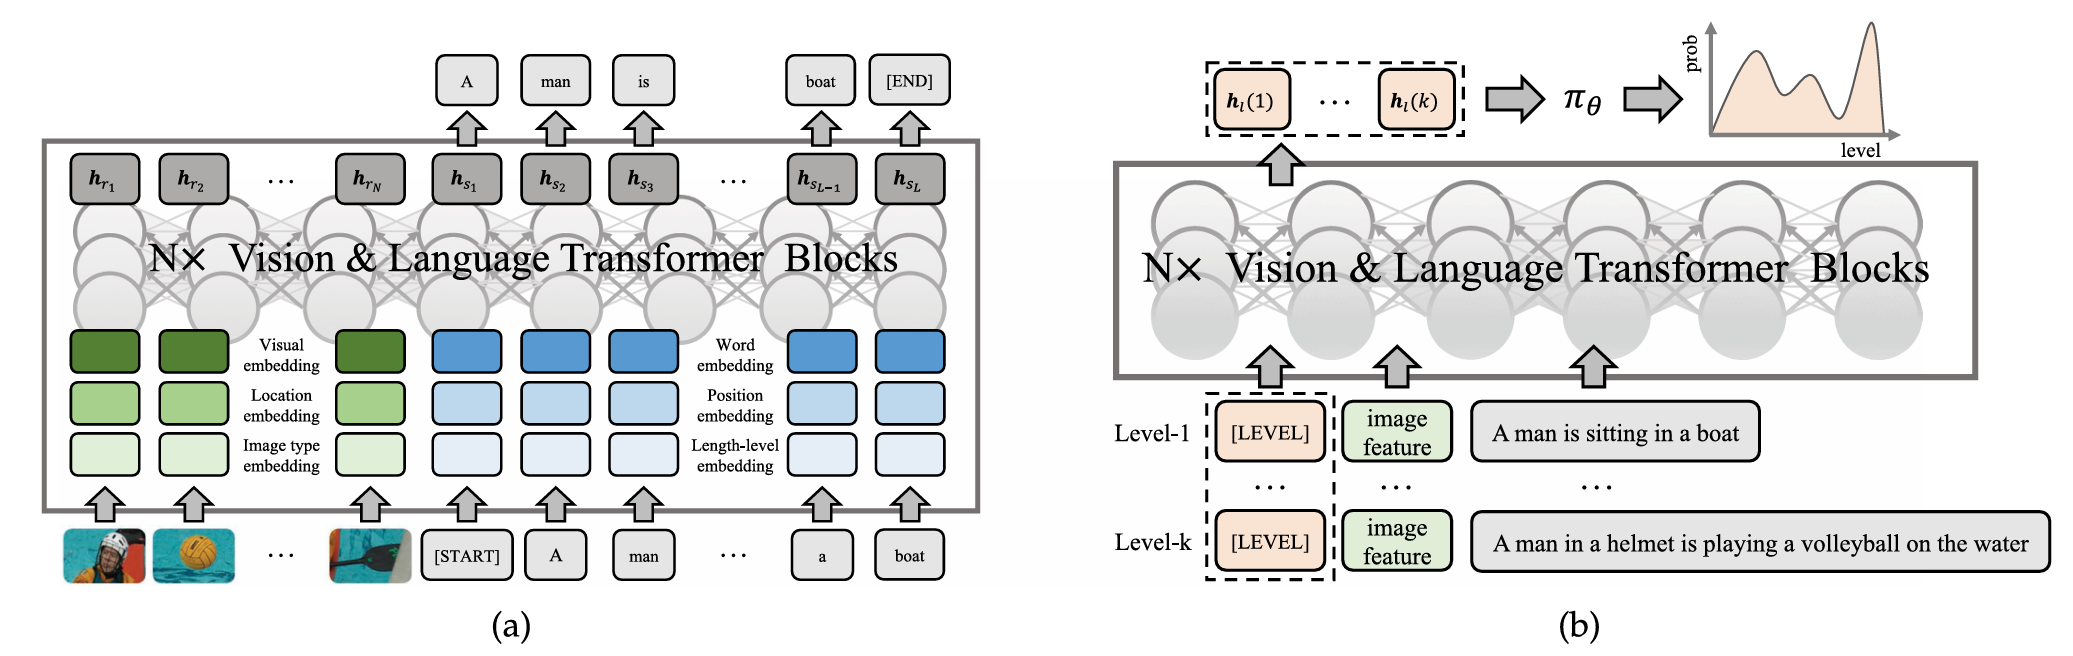 A man is ... boat [END]
h_{r_1} h_{r_2} ... h_{r_N} h_{s_1} h_{s_2} h_{s_3} ... h_{s_{L-1}} h_{s_L}
N× Vision & Language Transformer Blocks
Visual
embedding
Word
embedding
Location
embedding
Position
embedding
Image type
embedding
Length-level
embedding
... [START] A man ... a boat
(a)
h_l(1) ... h_l(k) π_θ
prob
level
N× Vision & Language Transformer Blocks
Level-1 [LEVEL]
image
feature
A man is sitting in a boat
... ... ...
Level-k [LEVEL]
image
feature
A man in a helmet is playing a volleyball on the water
(b)